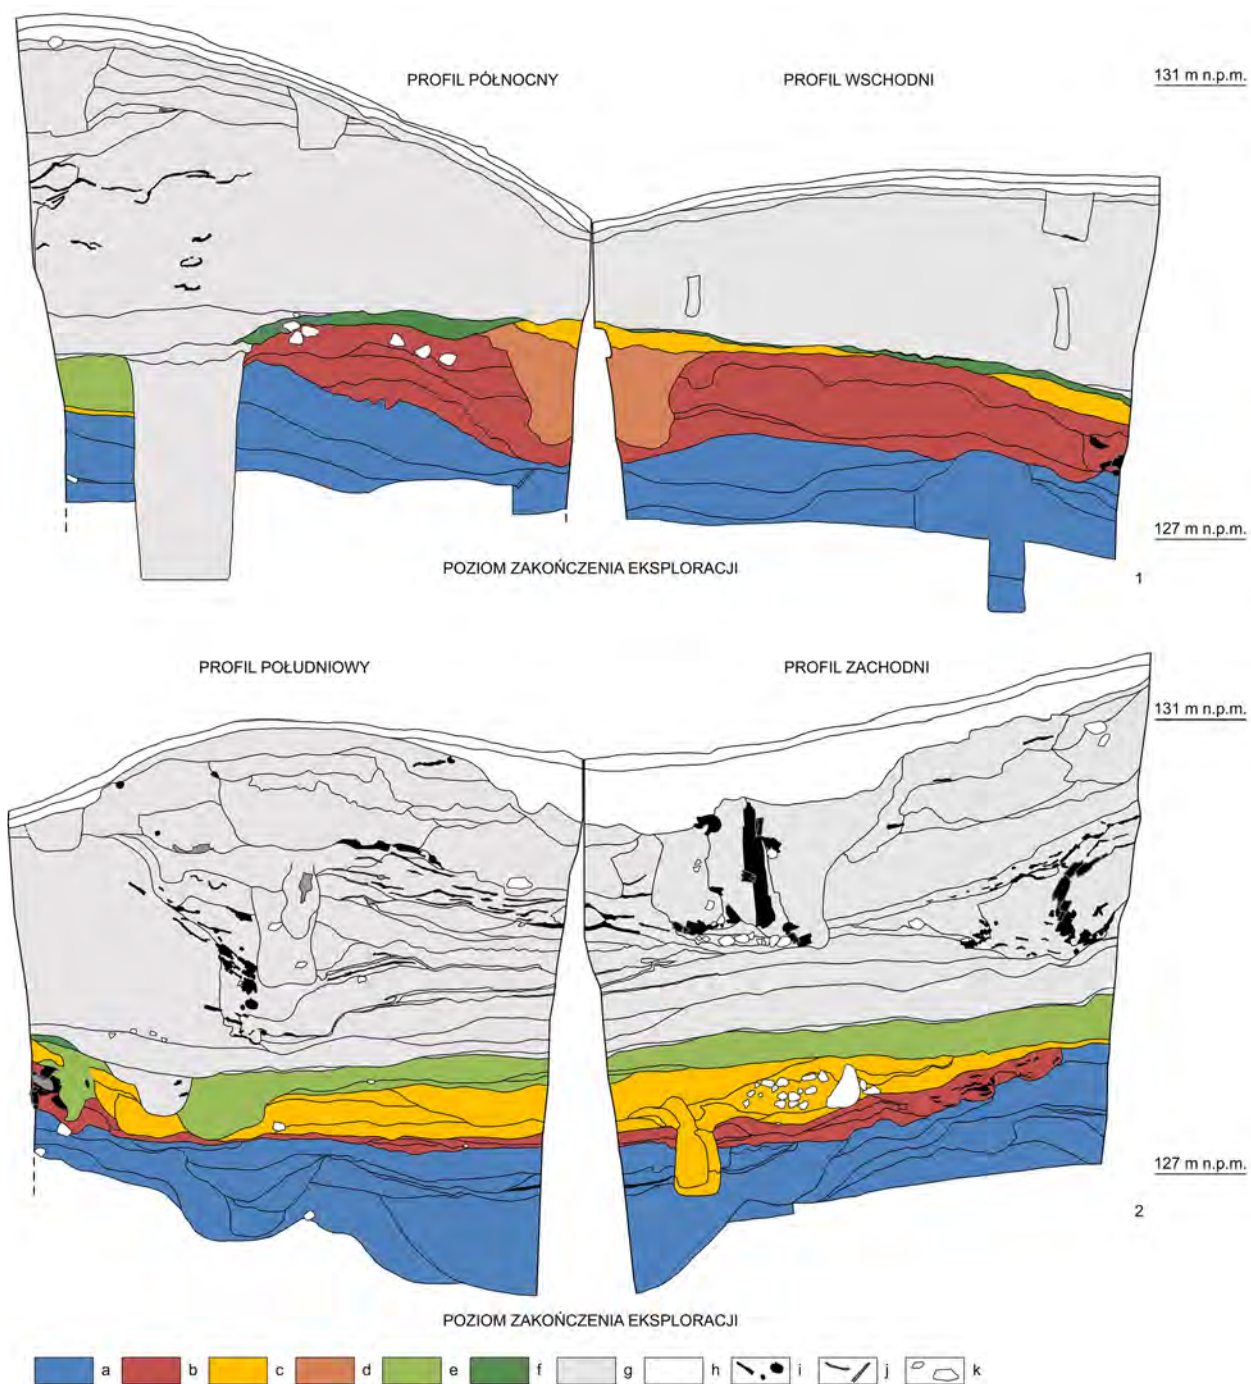 PROFIL PÓŁNOCNY
PROFIL WSCHODNI
131 m n.p.m.
127 m n.p.m.
POZIOM ZAKOŃCZENIA EKSPLORACJI
1
PROFIL POŁUDNIOWY
PROFIL ZACHODNI
131 m n.p.m.
127 m n.p.m.
2
POZIOM ZAKOŃCZENIA EKSPLORACJI
a b c d e f g h i j k